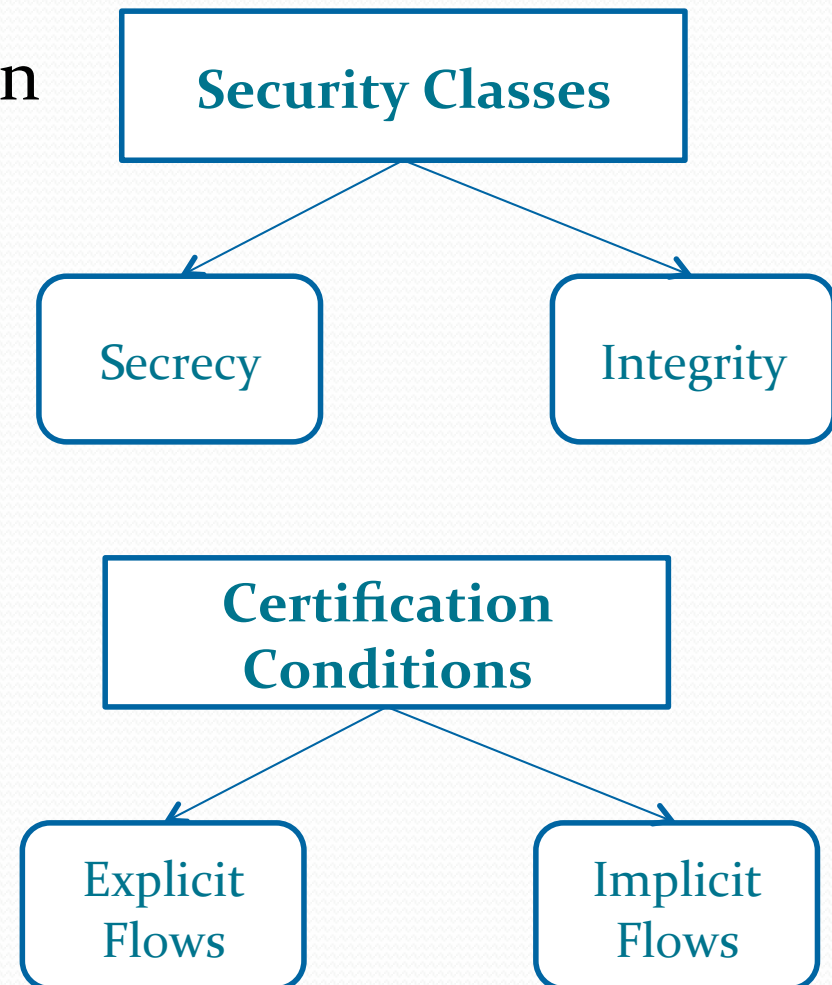 n
Security Classes
Secrecy
Integrity
Certification
Conditions
Explicit
Flows
Implicit
Flows